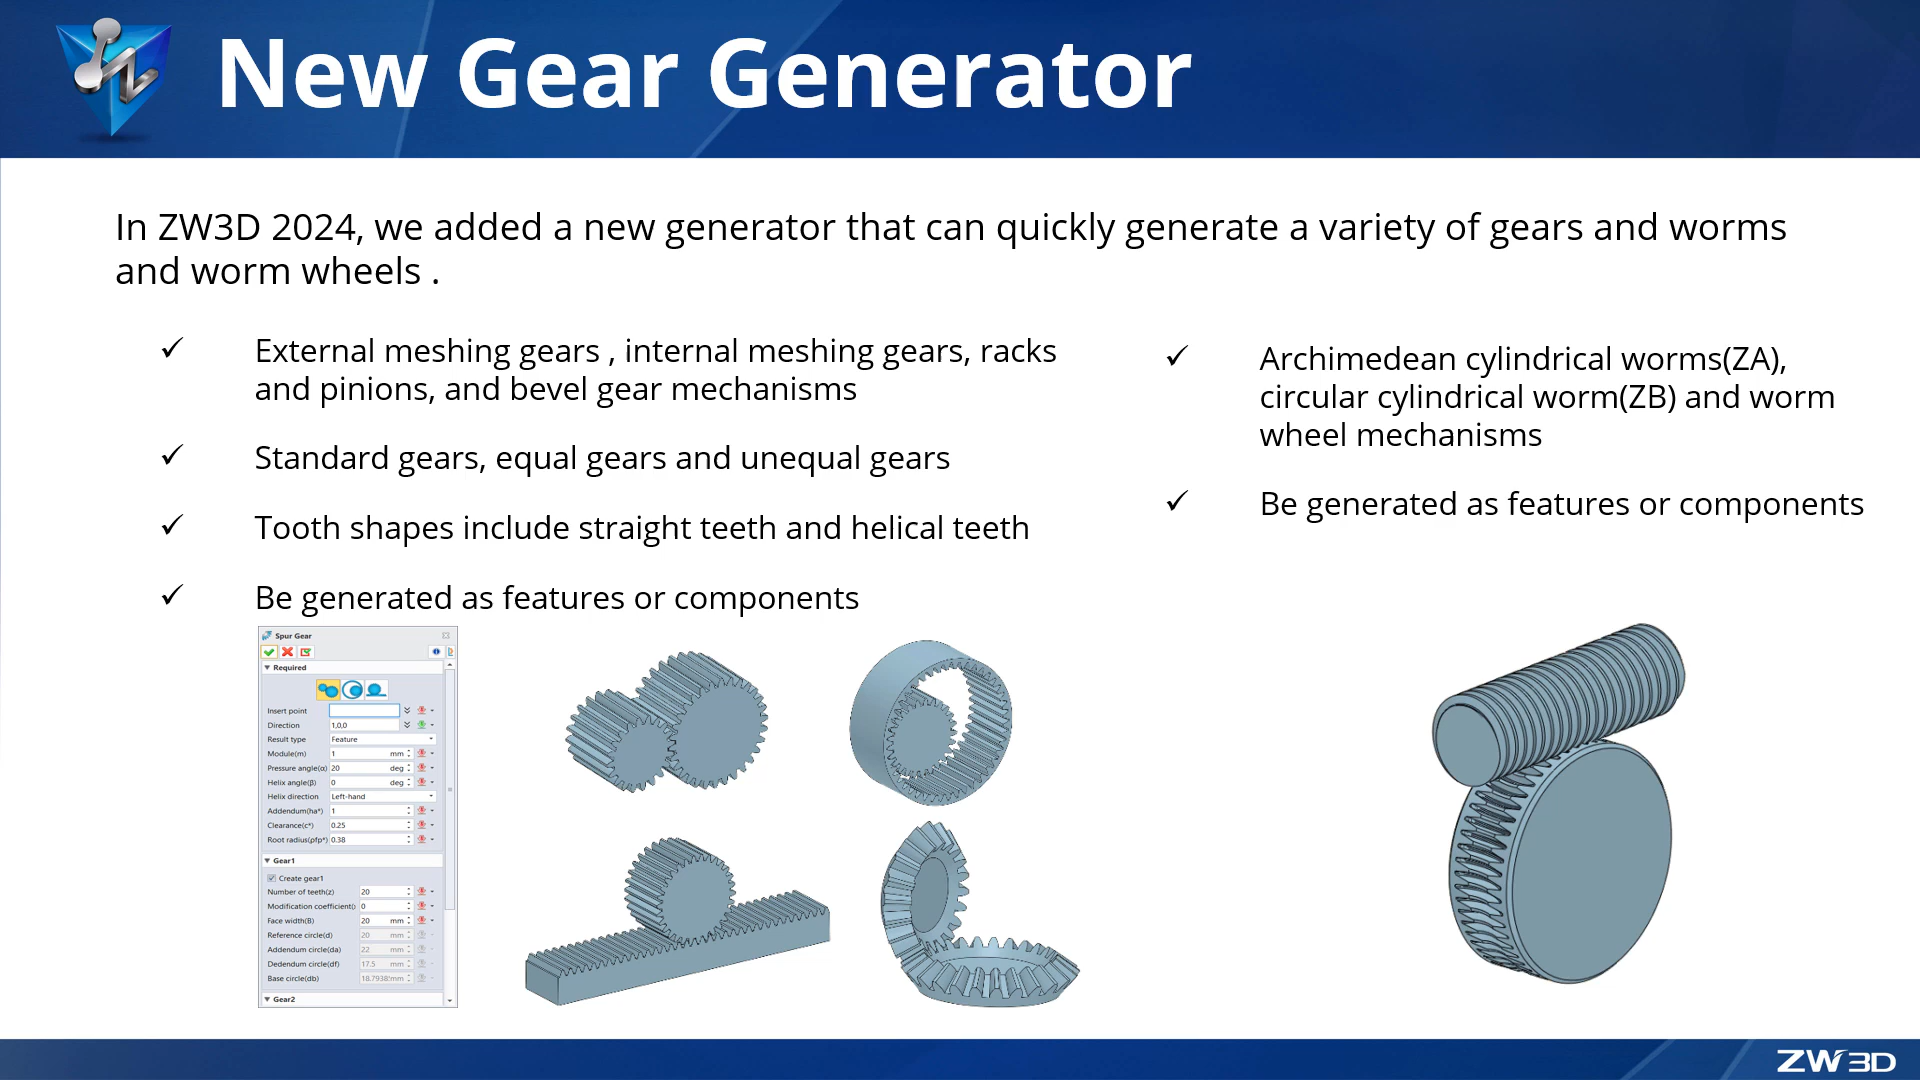 New Gear Generator
In ZW3D 2024, we added a new generator that can quickly generate a variety of gears and worms
and worm wheels .
✓ External meshing gears , internal meshing gears, racks
and pinions, and bevel gear mechanisms
✓ Standard gears, equal gears and unequal gears
✓ Tooth shapes include straight teeth and helical teeth
✓ Be generated as features or components
✓ Archimedean cylindrical worms(ZA),
circular cylindrical worm(ZB) and worm
wheel mechanisms
✓ Be generated as features or components
Spur Gear
Required
Insert point
Direction 1,0,0
Result type Feature
Module(m) 1 mm
Pressure angle(α) 20 deg
Helix angle(β) 0 deg
Helix direction Left-hand
Addendum(ha*) 1
Clearance(c*) 0.25
Root radius(ρfp*) 0.38
Gear1
Create gear1
Number of teeth(z) 20
Modification coefficient( 0
Face width(B) 20 mm
Reference circle(d) 20 mm
Addendum circle(da) 22 mm
Dedendum circle(df) 17.5 mm
Base circle(db) 18.7938 mm
Gear2
ZW3D